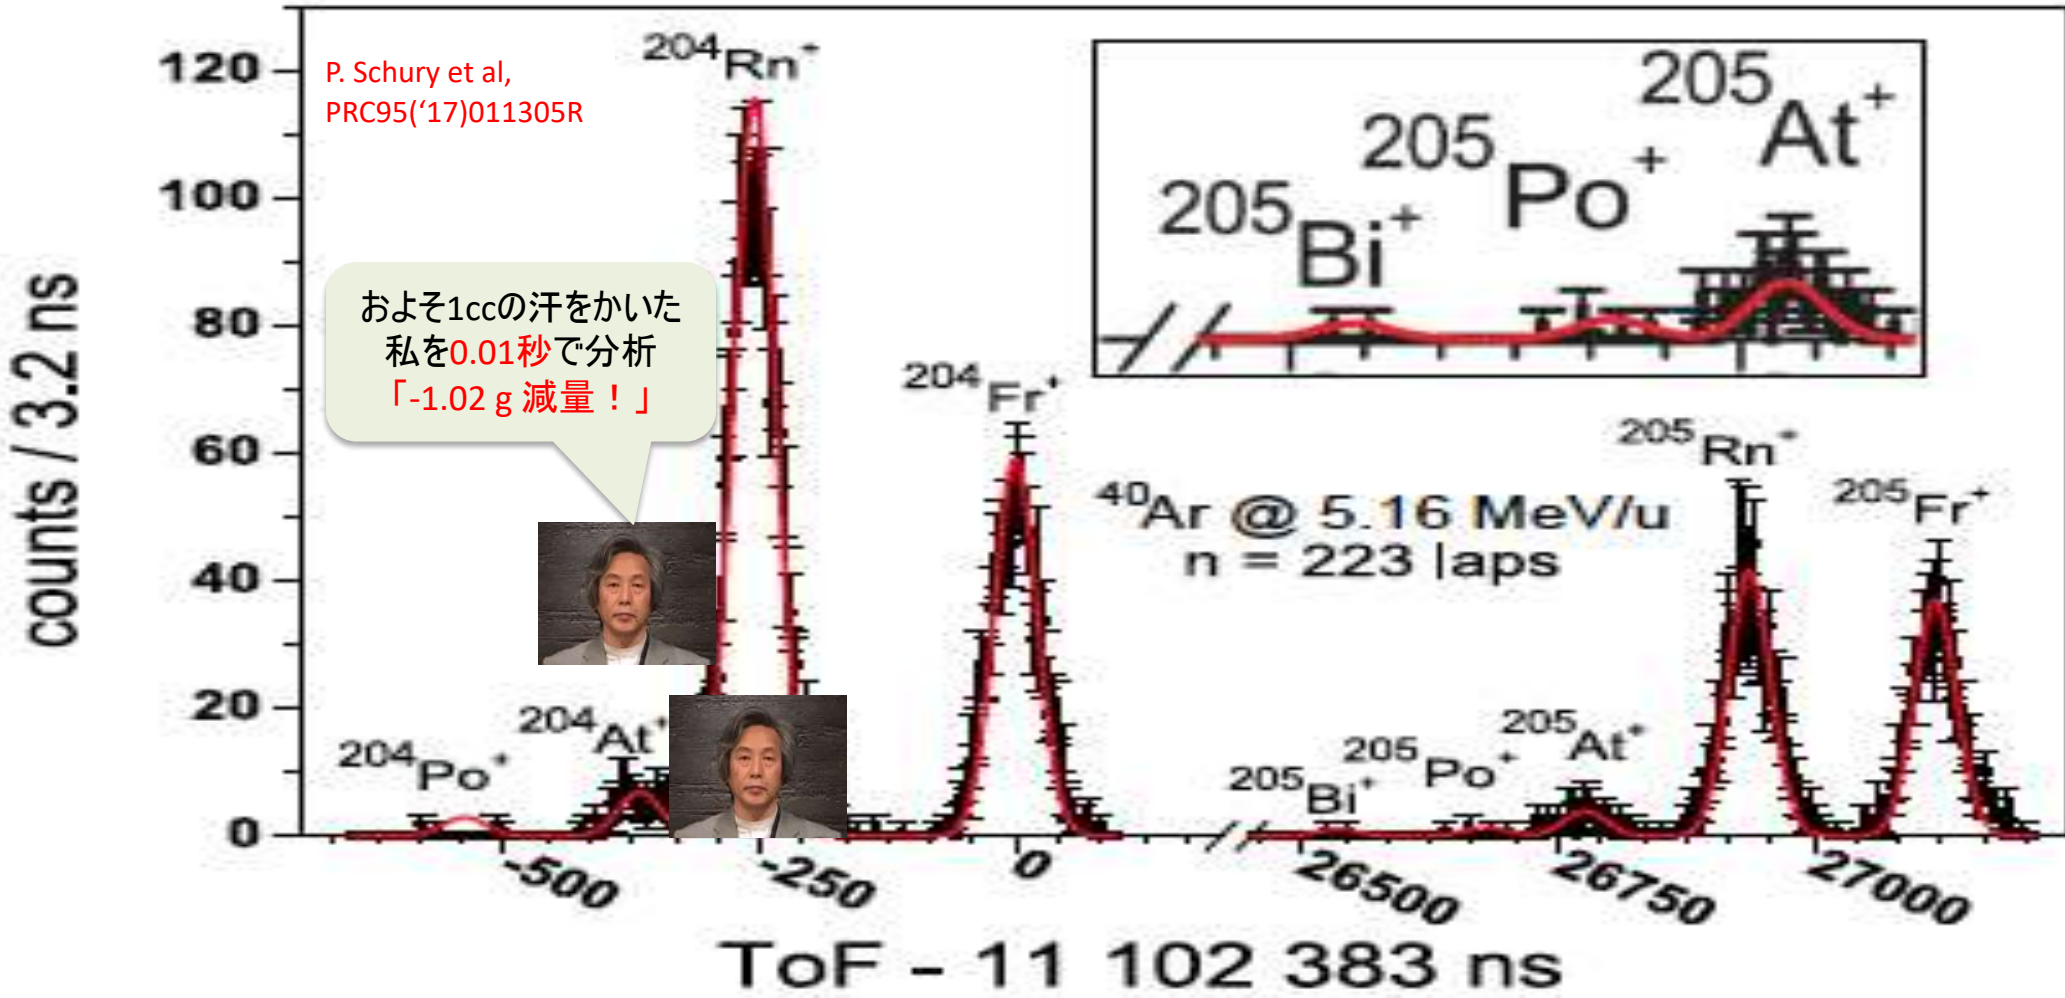 120
100
80
60
40
20
0
counts / 3.2 ns
P. Schury et al,
PRC95(‘17)011305R
およそ1ccの汗をかいた
私を0.01秒で分析
「-1.02 g 減量！」
204Po+
204At+
204Rn+
204Fr+
40Ar @ 5.16 MeV/u
n = 223 laps
205Bi+
205Po+
205At+
205Bi+
205Po+
205At+
205Rn+
205Fr+
-500
-250
0
26500
26750
27000
ToF - 11 102 383 ns